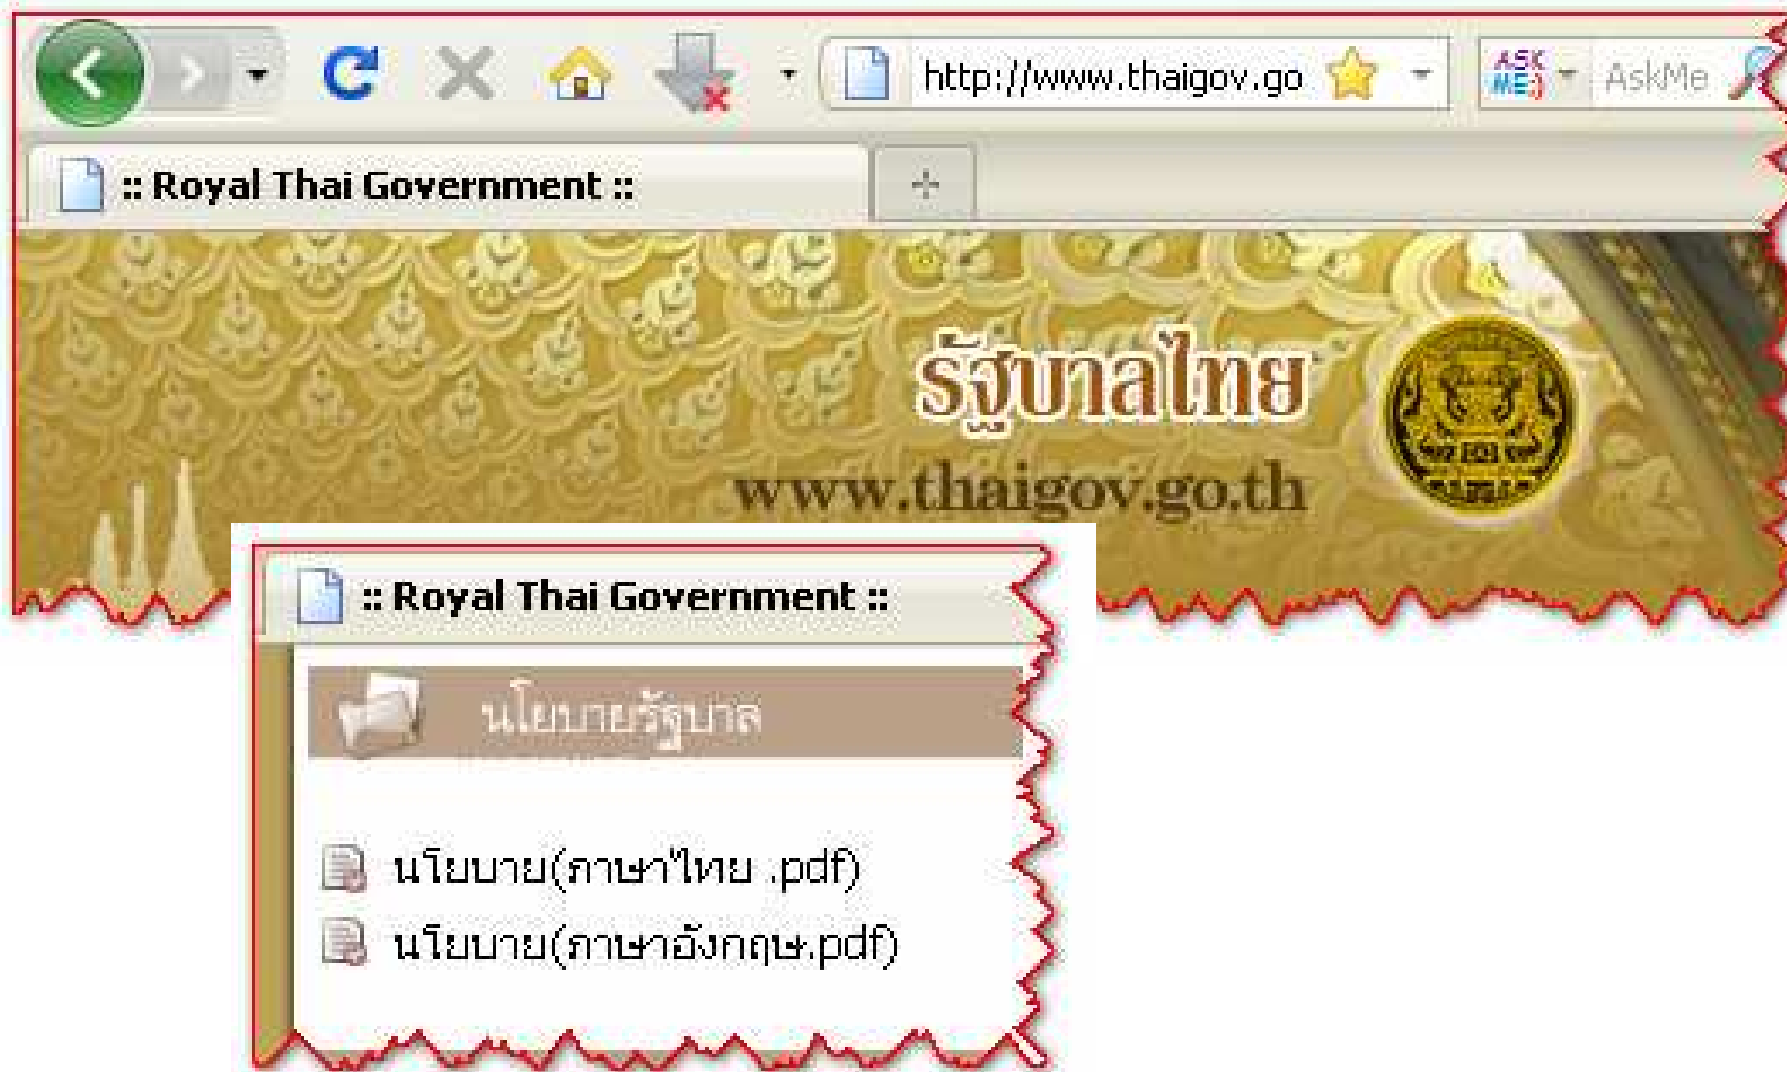 http://www.thaigov.go
ASK ME:) AskMe
:: Royal Thai Government ::
รัฐบาลไทย
www.thaigov.go.th
:: Royal Thai Government ::
นโยบายรัฐบาล
นโยบาย(ภาษาไทย .pdf)
นโยบาย(ภาษาอังกฤษ.pdf)